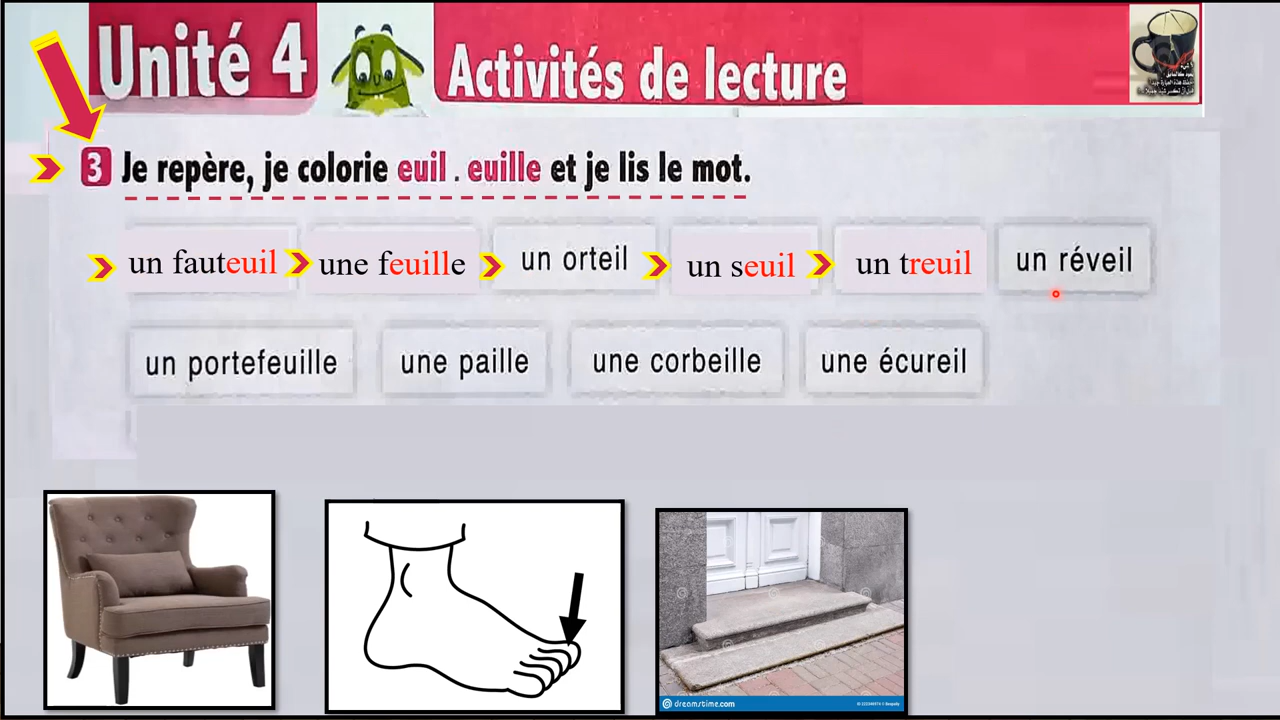 Unité 4
Activités de lecture
3 Je repère, je colorie euil . euille et je lis le mot.
un fauteuil
une feuille
un orteil
un seuil
un treuil
un réveil
un portefeuille
une paille
une corbeille
une écureil
dreamstime.com